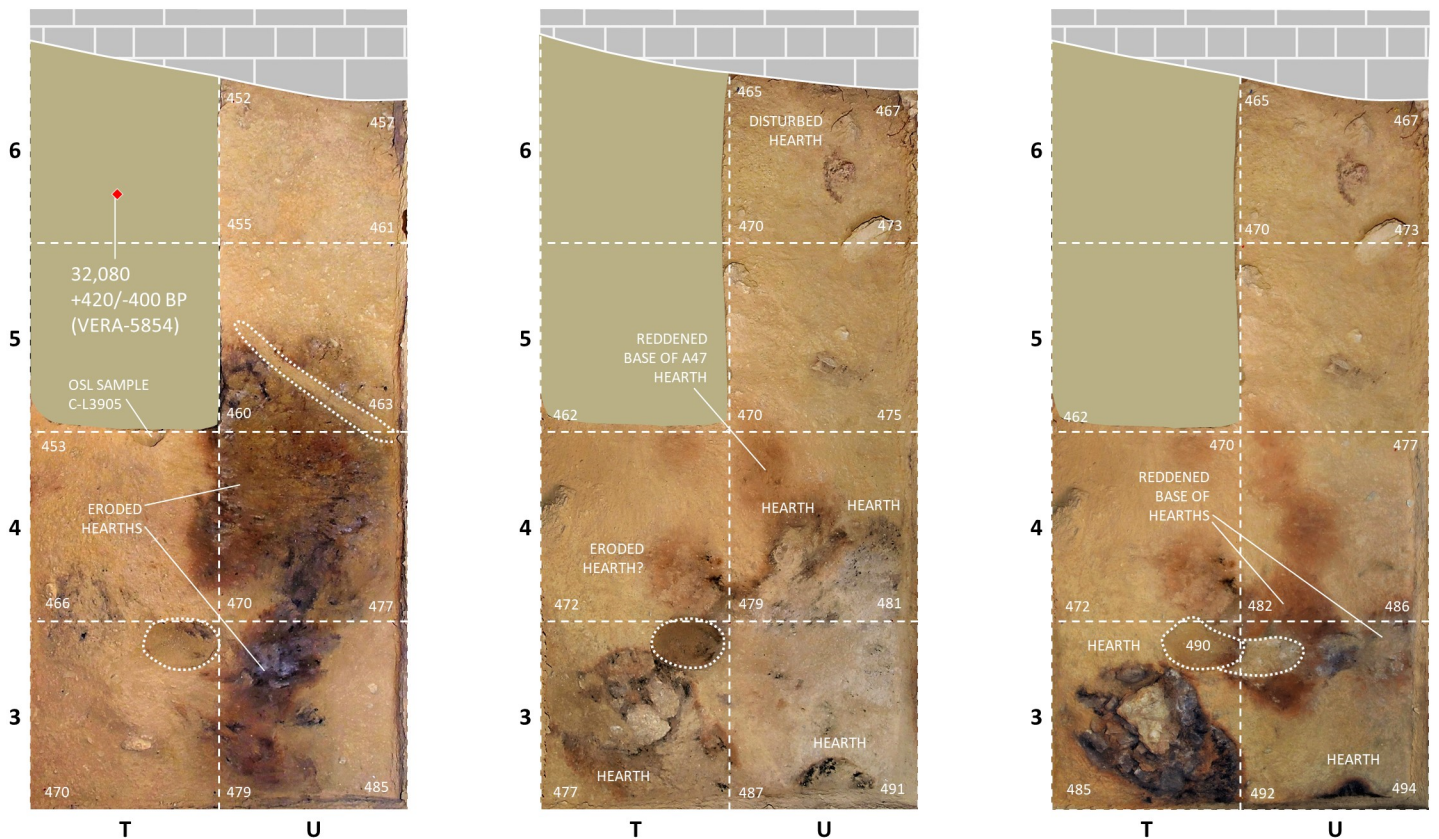 452
457
6
455
461
32,080
+420/-400 BP
(VERA-5854)
5
OSL SAMPLE
C-L3905
460
463
453
ERODED
HEARTHS
4
466
470
477
3
470
479
485
T
U
465
467
DISTURBED
HEARTH
6
470
473
REDDENED
BASE OF A47
HEARTH
5
462
470
475
HEARTH
HEARTH
4
ERODED
HEARTH?
472
479
481
3
HEARTH
HEARTH
477
487
491
T
U
465
467
6
470
473
5
462
470
477
REDDENED
BASE OF
HEARTHS
4
472
482
486
HEARTH
490
3
HEARTH
485
492
494
T
U